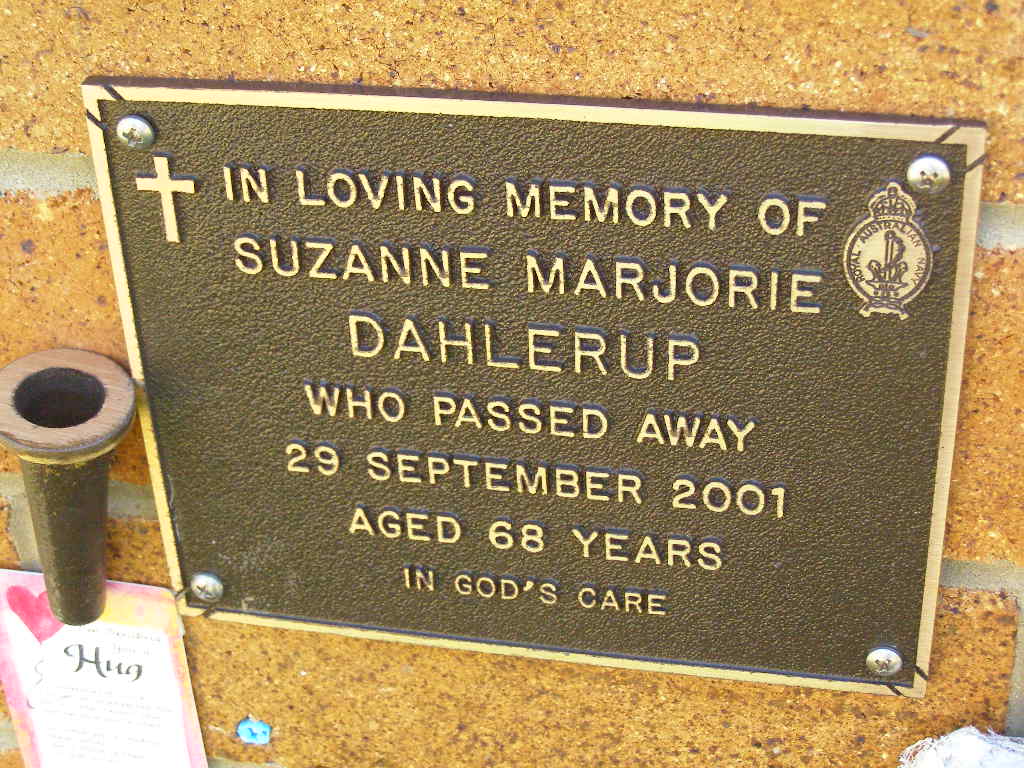 IN LOVING MEMORY OF
SUZANNE MARJORIE
DAHLERUP
WHO PASSED AWAY
29 SEPTEMBER 2001
AGED 68 YEARS
IN GOD'S CARE
ROYAL AUSTRALIAN NAVY
Hug